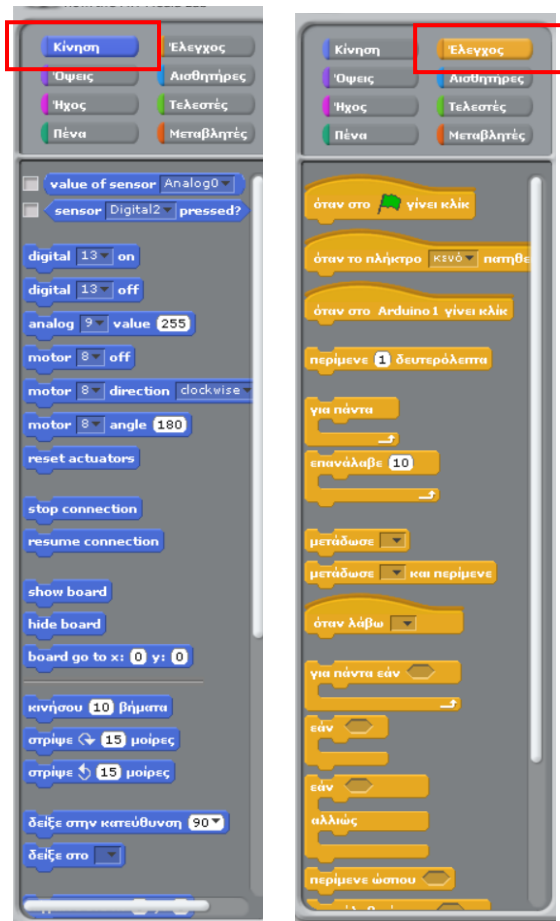 Κίνηση Έλεγχος
Όψεις Αισθητήρες
Ήχος Τελεστές
Πένα Μεταβλητές
value of sensor Analog0
sensor Digital2 pressed?
digital 13 on
digital 13 off
analog 9 value 255
motor 8 off
motor 8 direction clockwise
motor 8 angle 180
reset actuators
stop connection
resume connection
show board
hide board
board go to x: 0 y: 0
κινήσου 10 βήματα
στρίψε 15 μοίρες
στρίψε 15 μοίρες
δείξε στην κατεύθυνση 90
δείξε στο
Κίνηση Έλεγχος
Όψεις Αισθητήρες
Ήχος Τελεστές
Πένα Μεταβλητές
όταν στο γίνει κλίκ
όταν το πλήκτρο κενό πατηθε
όταν στο Arduino1 γίνει κλίκ
περίμενε 1 δευτερόλεπτα
για πάντα
επανάλαβε 10
μετάδωσε
μετάδωσε και περίμενε
όταν λάβω
για πάντα εάν
εάν
εάν
αλλιώς
περίμενε ώσπου